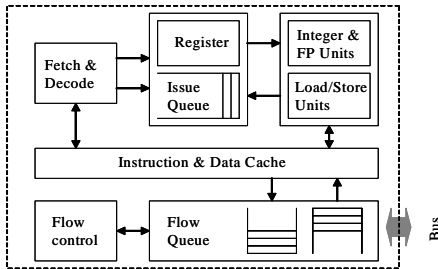 Register
Integer &
FP Units
Fetch &
Decode
Issue
Queue
Load/Store
Units
Instruction & Data Cache
Flow
control
Flow
Queue
Bus